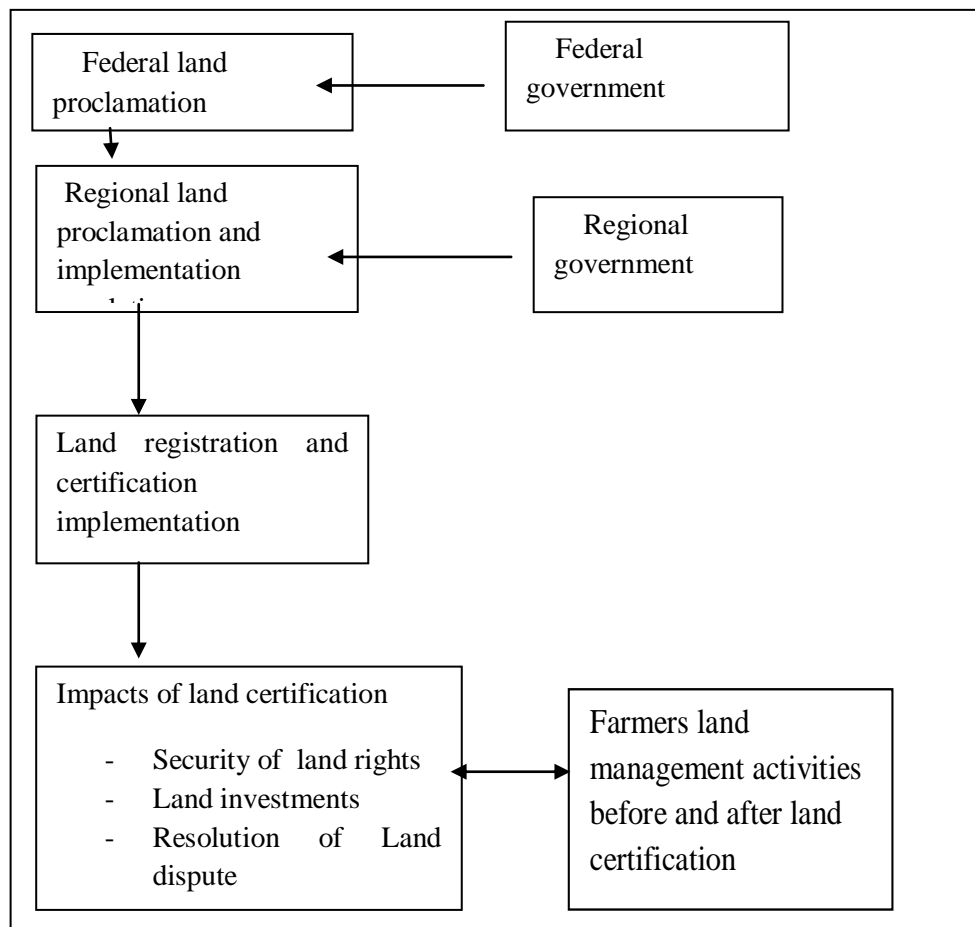 Federal land
proclamation
Federal
government
Regional land
proclamation and
implementation
Regional
government
Land registration and
certification
implementation
Impacts of land certification
- Security of land rights
- Land investments
- Resolution of Land
dispute
Farmers land
management activities
before and after land
certification